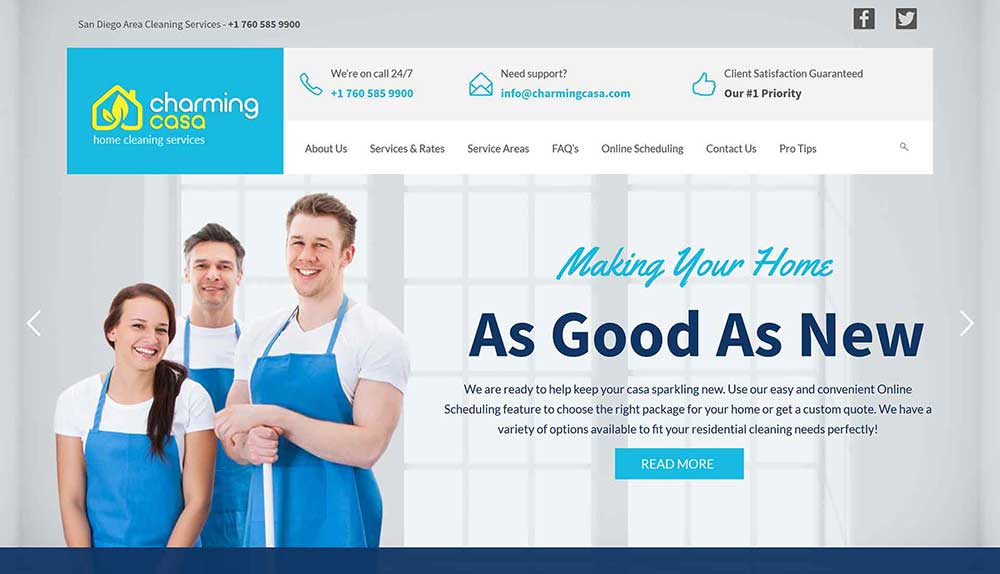 San Diego Area Cleaning Services - +1 760 585 9900
charming
casa
home cleaning services
We're on call 24/7
+1 760 585 9900
Need support?
info@charmingcasa.com
Client Satisfaction Guaranteed
Our #1 Priority
About Us
Services & Rates
Service Areas
FAQ's
Online Scheduling
Contact Us
Pro Tips
Making Your Home
As Good As New
We are ready to help keep your casa sparkling new. Use our easy and convenient Online
Scheduling feature to choose the right package for your home or get a custom quote. We have a
variety of options available to fit your residential cleaning needs perfectly!
READ MORE